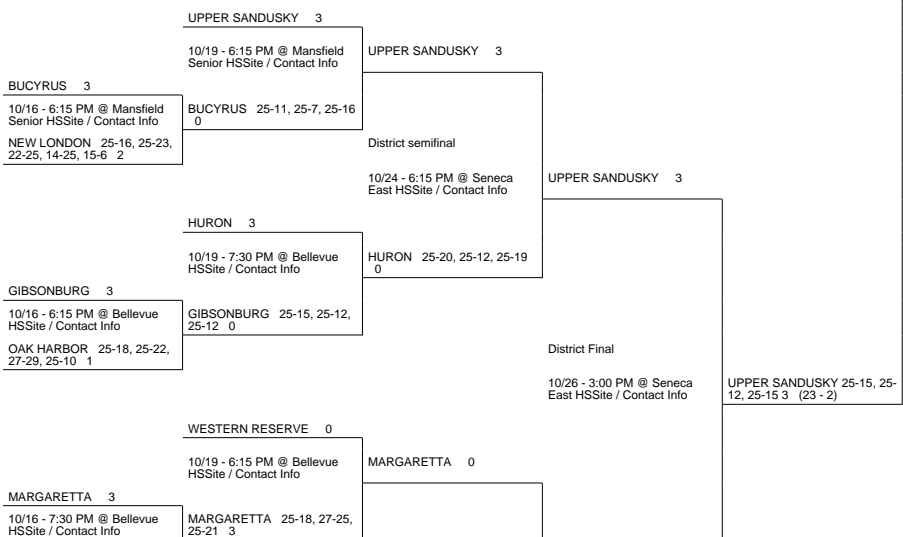 UPPER SANDUSKY 3
10/19 - 6:15 PM @ Mansfield
Senior HSSite / Contact Info
UPPER SANDUSKY 3
BUCYRUS 3
10/16 - 6:15 PM @ Mansfield
Senior HSSite / Contact Info
BUCYRUS 25-11, 25-7, 25-16
0
NEW LONDON 25-16, 25-23,
22-25, 14-25, 15-6 2
District semifinal
10/24 - 6:15 PM @ Seneca
East HSSite / Contact Info
UPPER SANDUSKY 3
HURON 3
10/19 - 7:30 PM @ Bellevue
HSSite / Contact Info
HURON 25-20, 25-12, 25-19
0
GIBSONBURG 3
10/16 - 6:15 PM @ Bellevue
HSSite / Contact Info
GIBSONBURG 25-15, 25-12,
25-12 0
OAK HARBOR 25-18, 25-22,
27-29, 25-10 1
District Final
10/26 - 3:00 PM @ Seneca
East HSSite / Contact Info
UPPER SANDUSKY 25-15, 25-
12, 25-15 3 (23 - 2)
WESTERN RESERVE 0
10/19 - 6:15 PM @ Bellevue
HSSite / Contact Info
MARGARETTA 0
MARGARETTA 3
10/16 - 7:30 PM @ Bellevue
HSSite / Contact Info
MARGARETTA 25-18, 27-25,
25-21 3